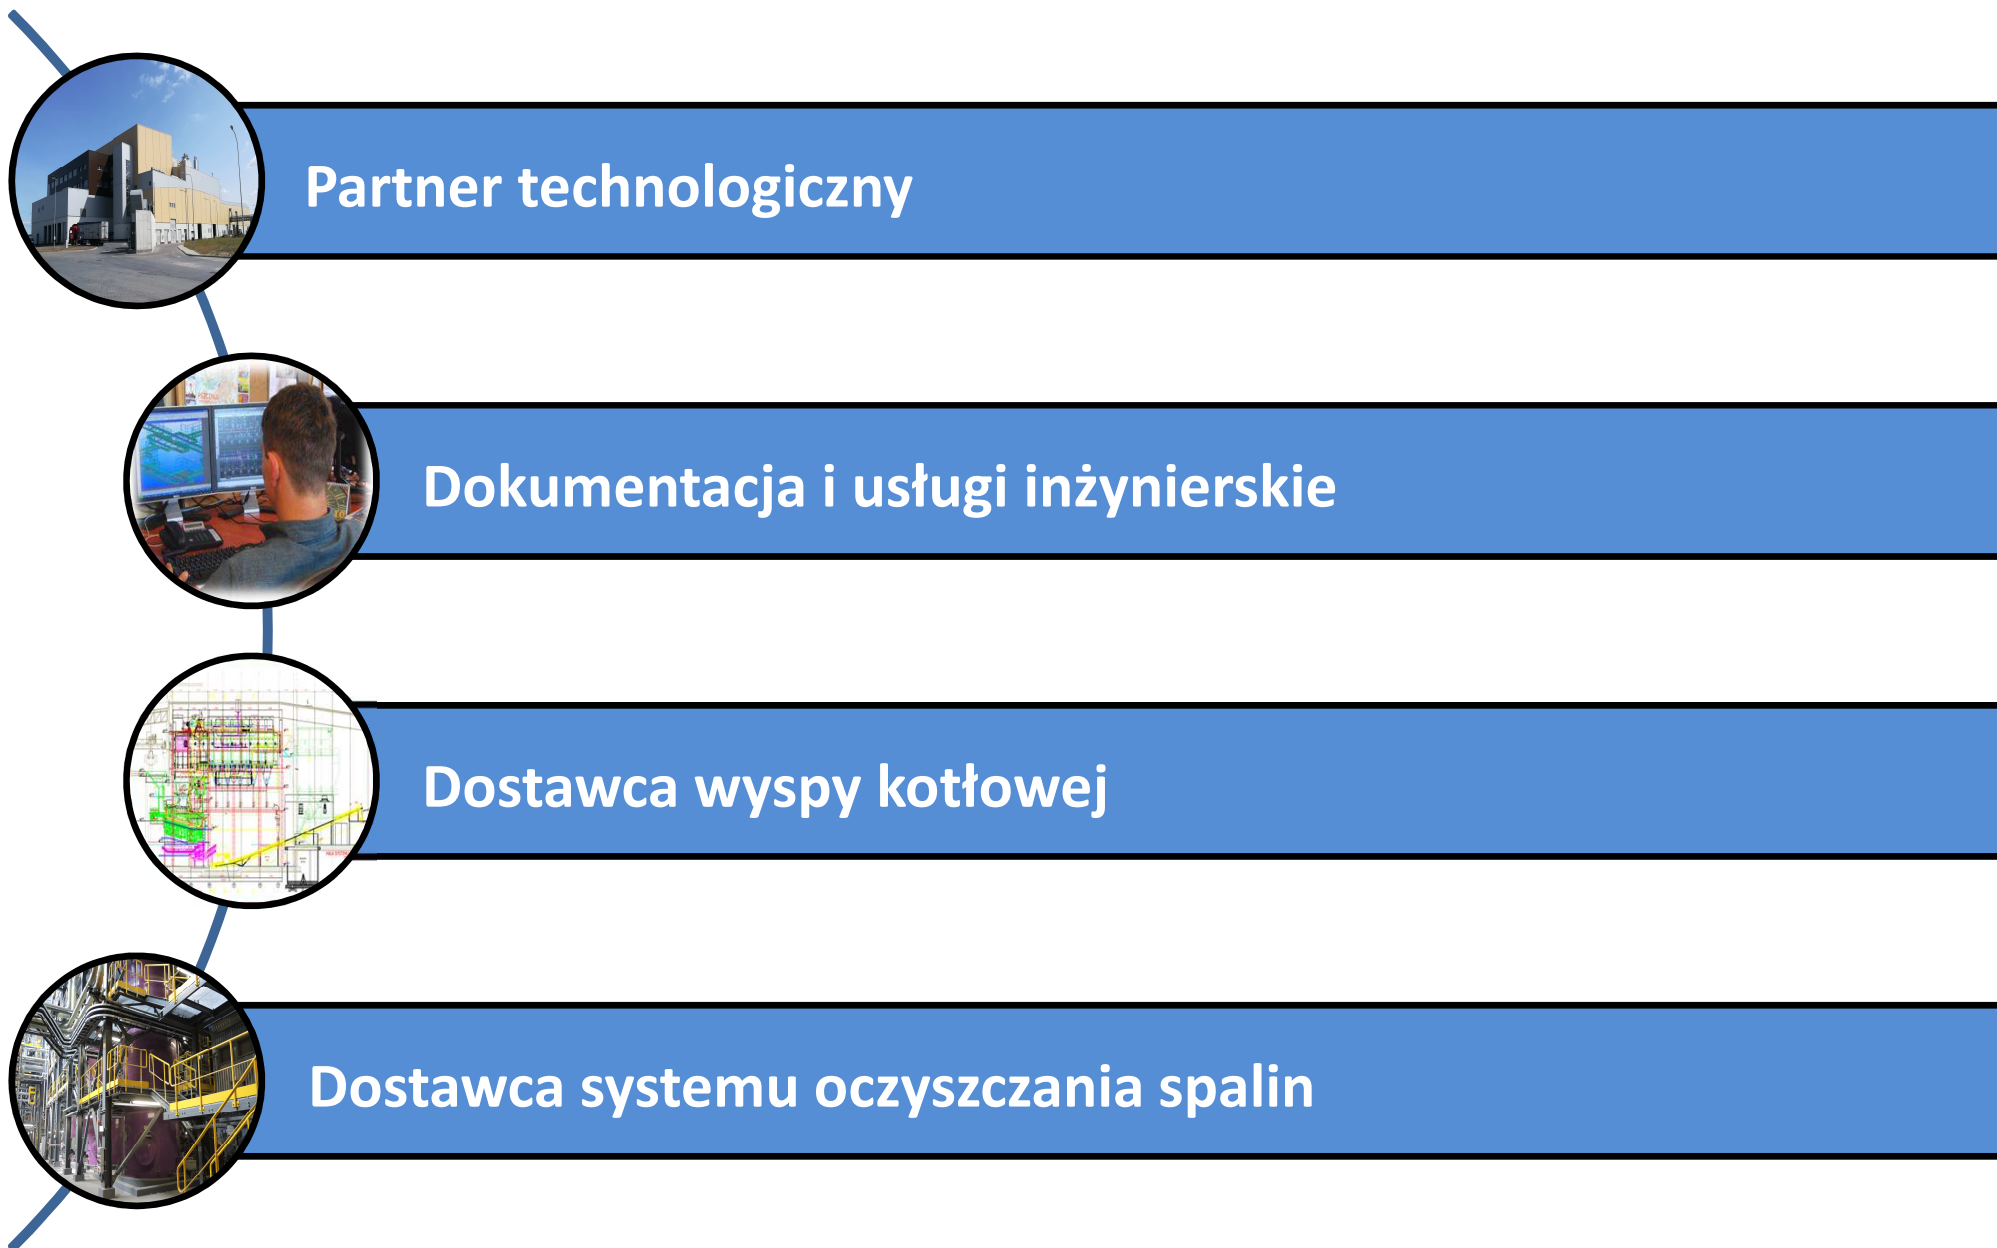 Partner technologiczny
Dokumentacja i usługi inżynierskie
Dostawca wyspy kotłowej
Dostawca systemu oczyszczania spalin